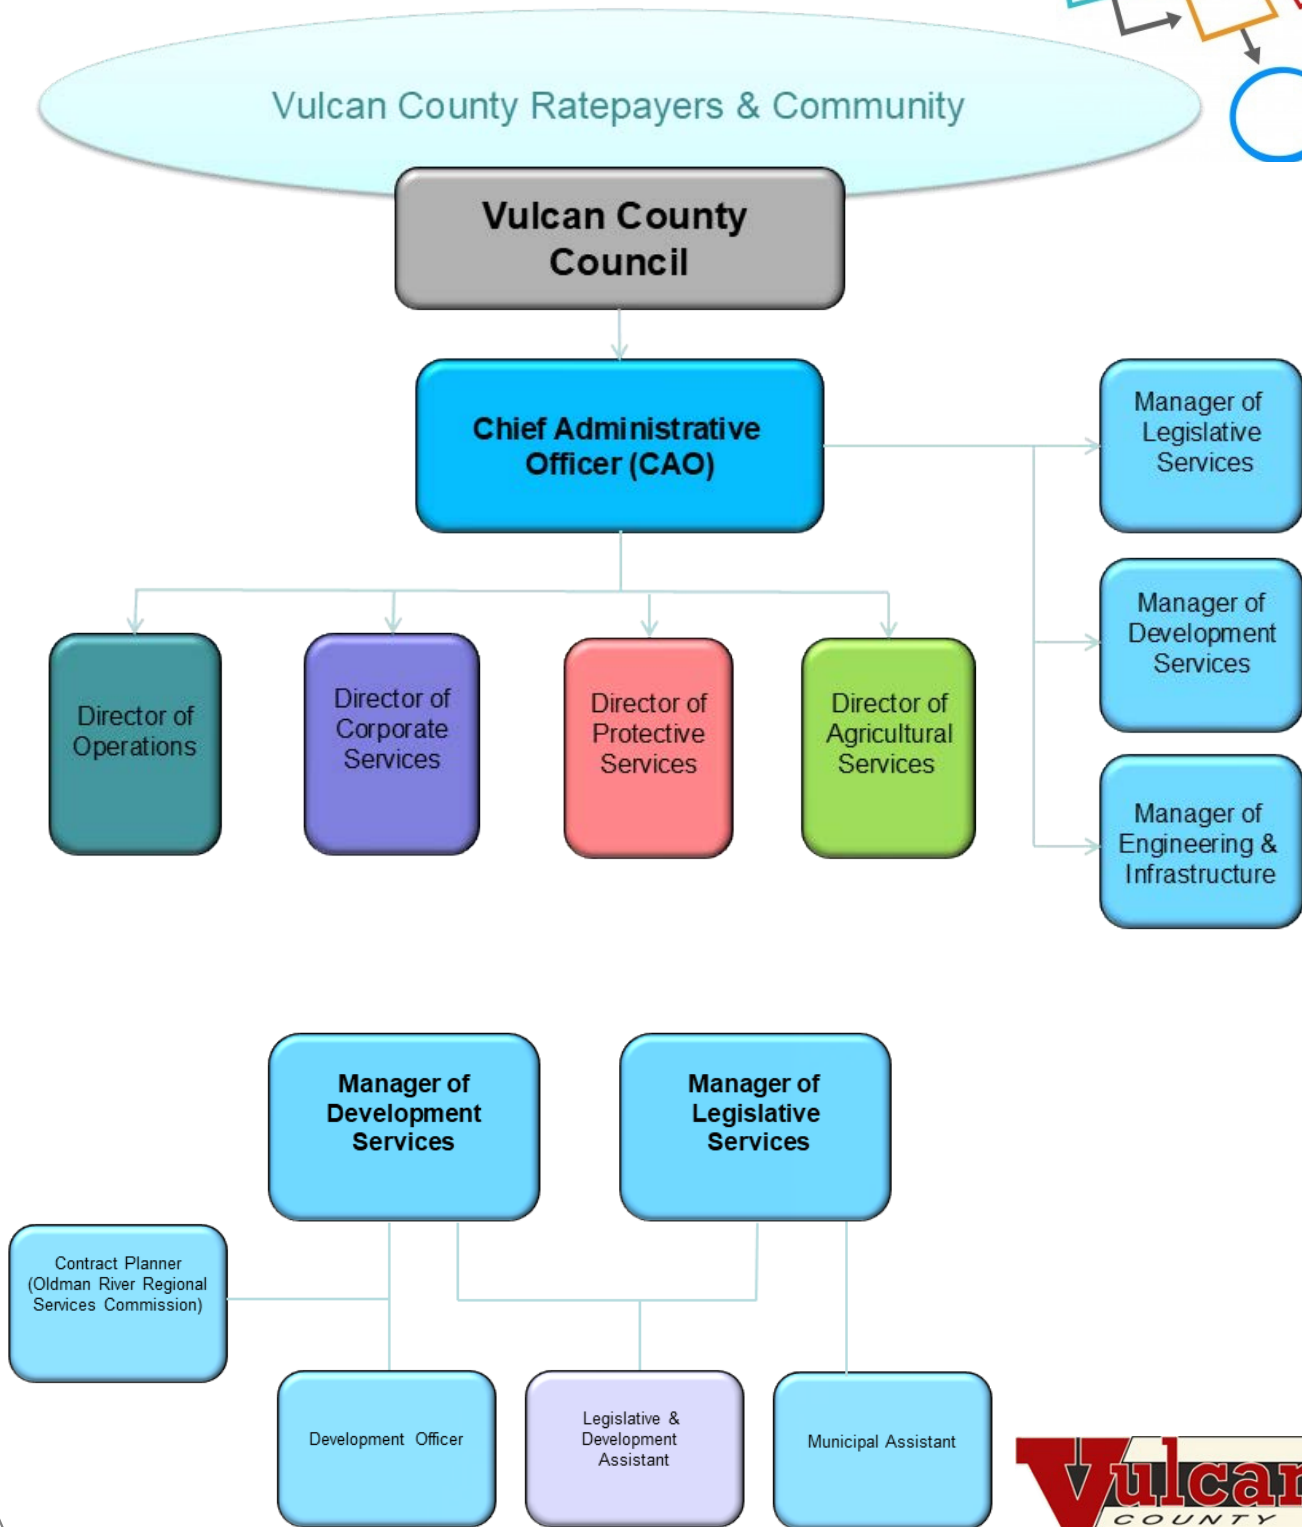 Vulcan County Ratepayers & Community
Vulcan County
Council
Chief Administrative
Officer (CAO)
Manager of
Legislative
Services
Manager of
Development
Services
Manager of
Engineering &
Infrastructure
Director of
Operations
Director of
Corporate
Services
Director of
Protective
Services
Director of
Agricultural
Services
Manager of
Development
Services
Manager of
Legislative
Services
Contract Planner
(Oldman River Regional
Services Commission)
Development Officer
Legislative &
Development
Assistant
Municipal Assistant
Vulcan
COUNTY